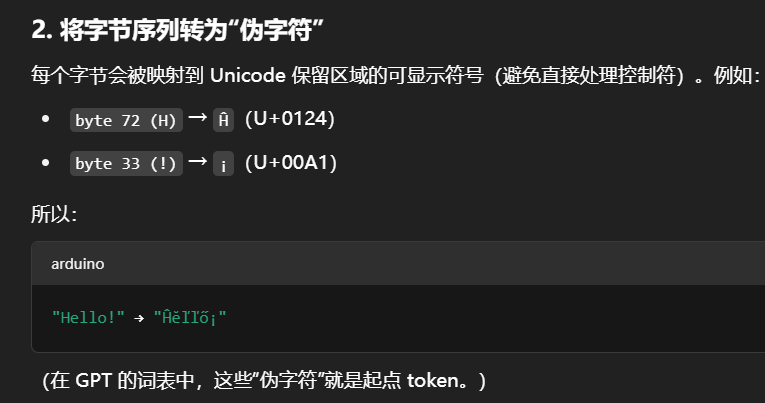 2. 将字节序列转为“伪字符”
每个字节会被映射到 Unicode 保留区域的可显示符号（避免直接处理控制符）。例如：
• byte 72 (H) → Ĥ（U+0124）
• byte 33 (!) → ¡（U+00A1）
所以：
arduino
"Hello!" → "Ĥĕľľő¡"
（在 GPT 的词表中，这些“伪字符”就是起点 token。）